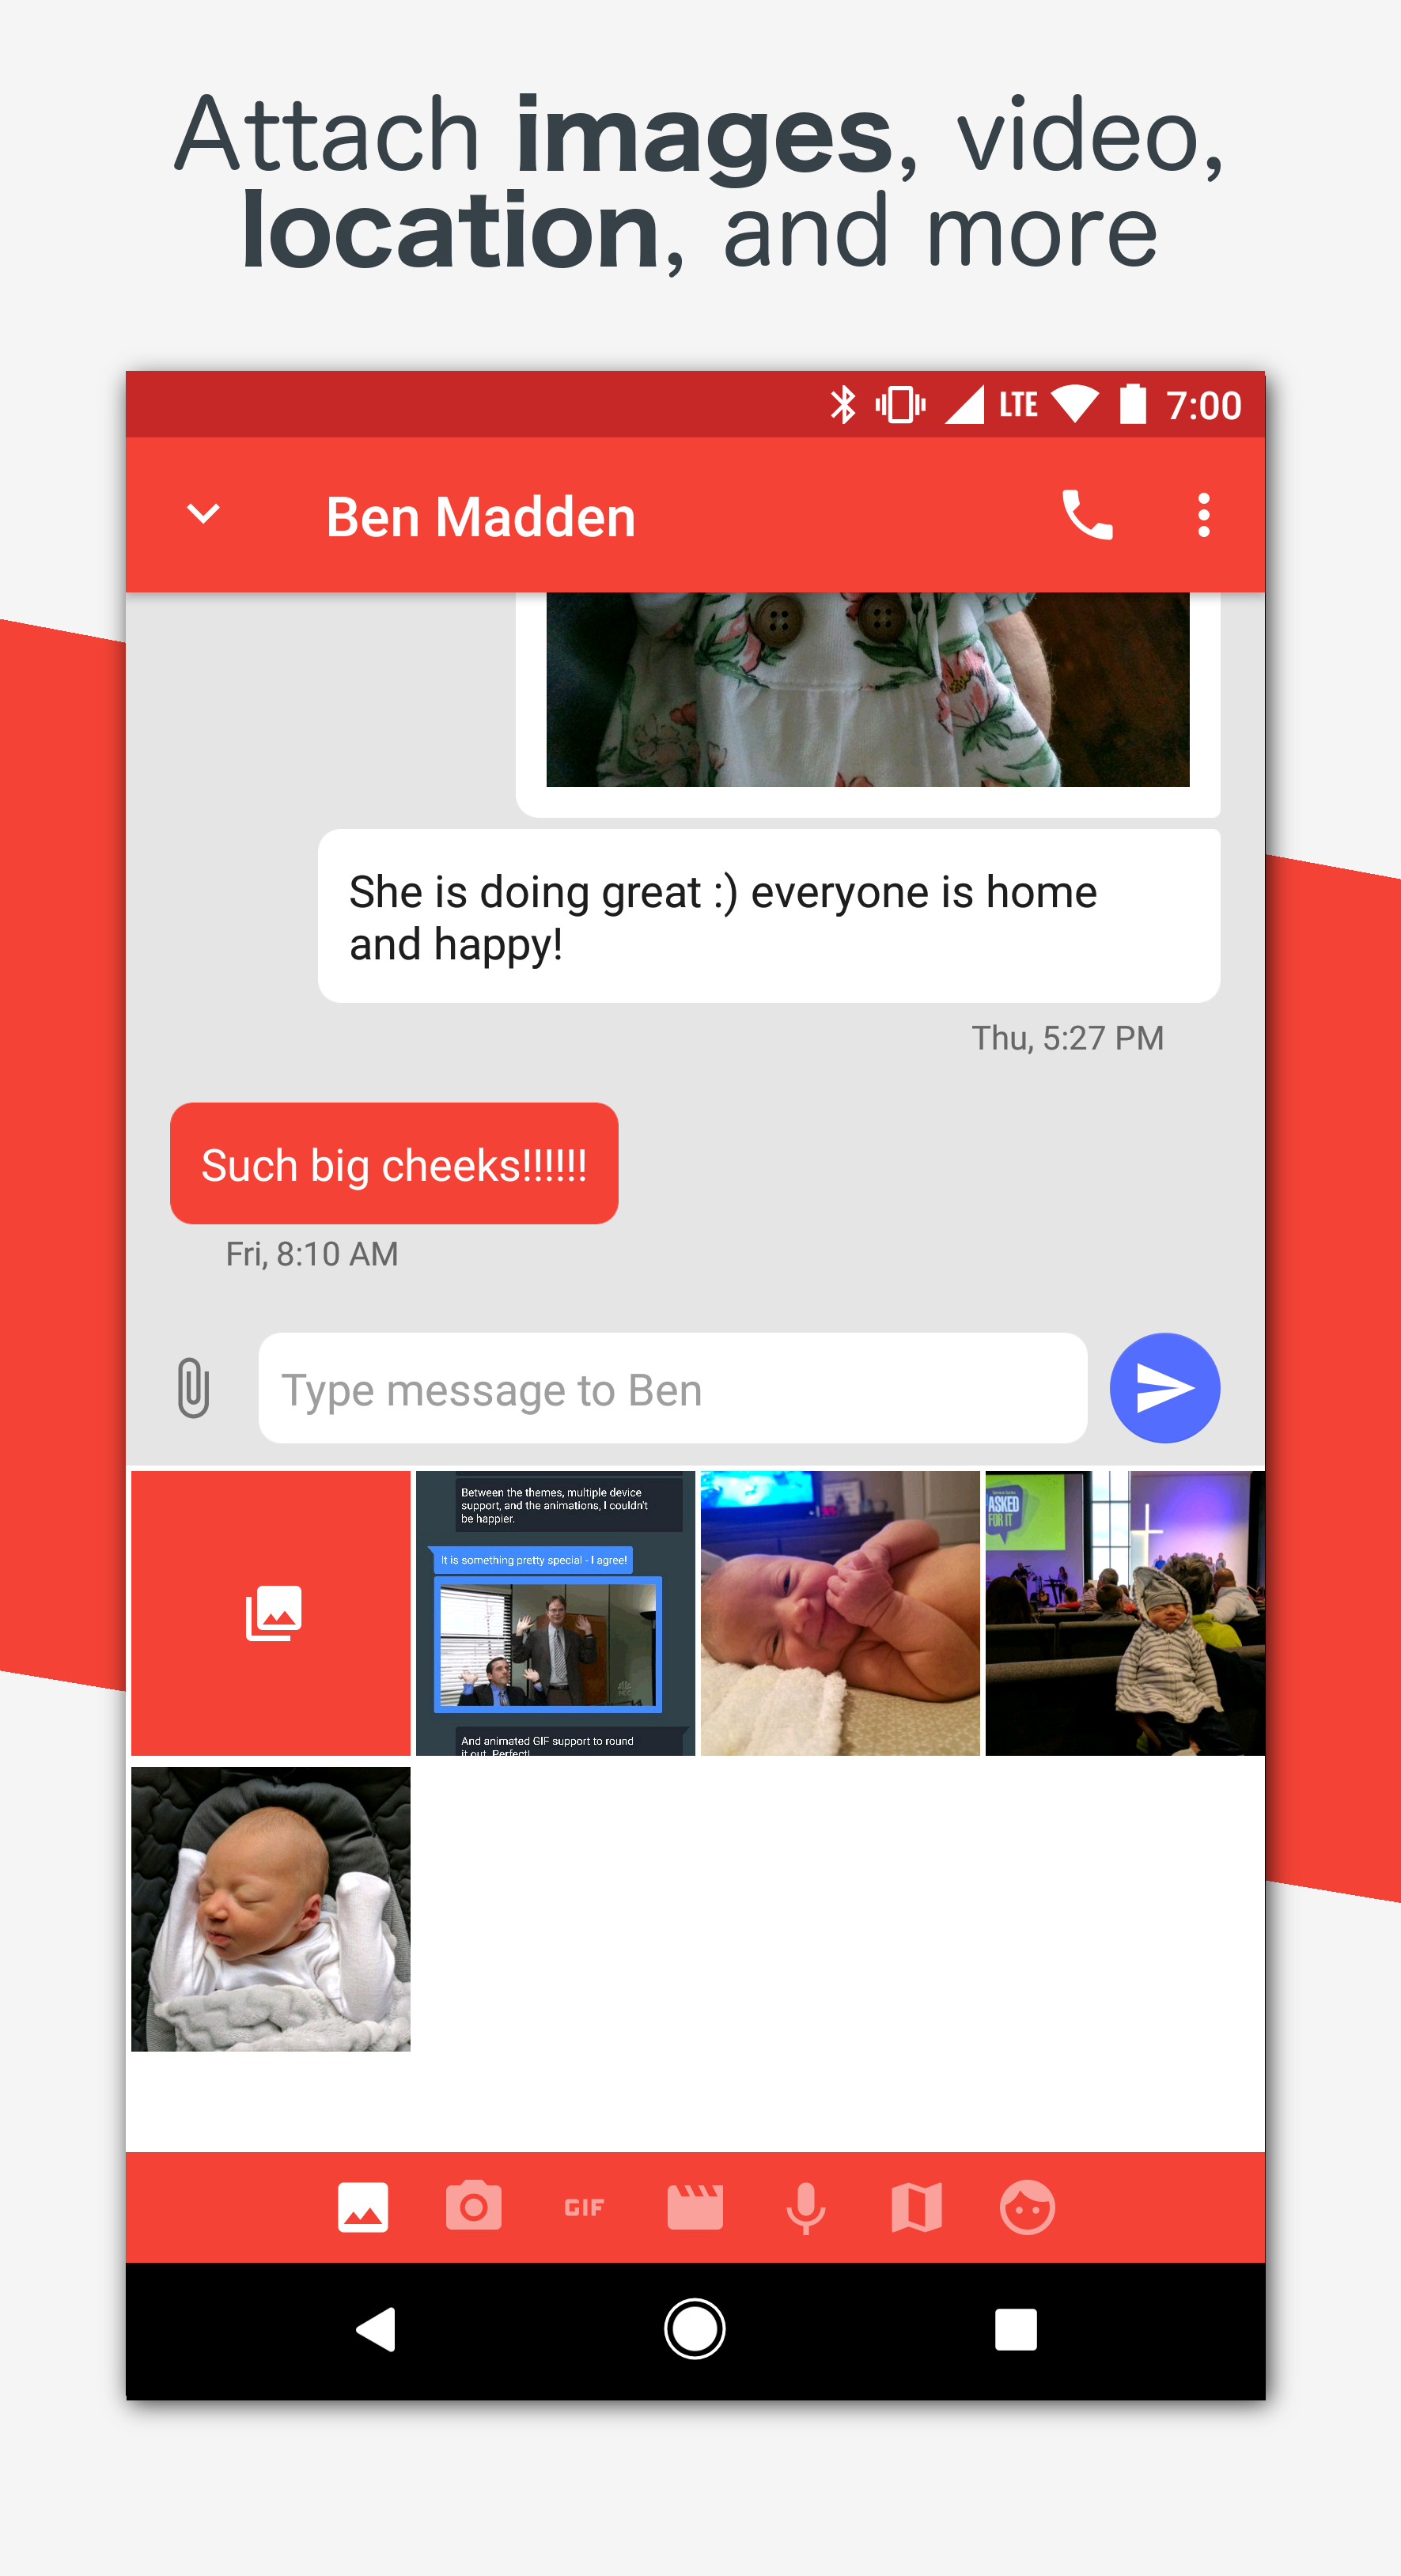 Attach images, video,
location, and more
LTE 7:00
Ben Madden
She is doing great :) everyone is home
and happy!
Thu, 5:27 PM
Such big cheeks!!!!!!
Fri, 8:10 AM
Type message to Ben
Between the themes, multiple device
support, and the animations, I couldn't
be happier.
It is something pretty special - I agree!
NBC
And animated GIF support to round
it out. Perfect!
ASKED
FOR IT
GIF